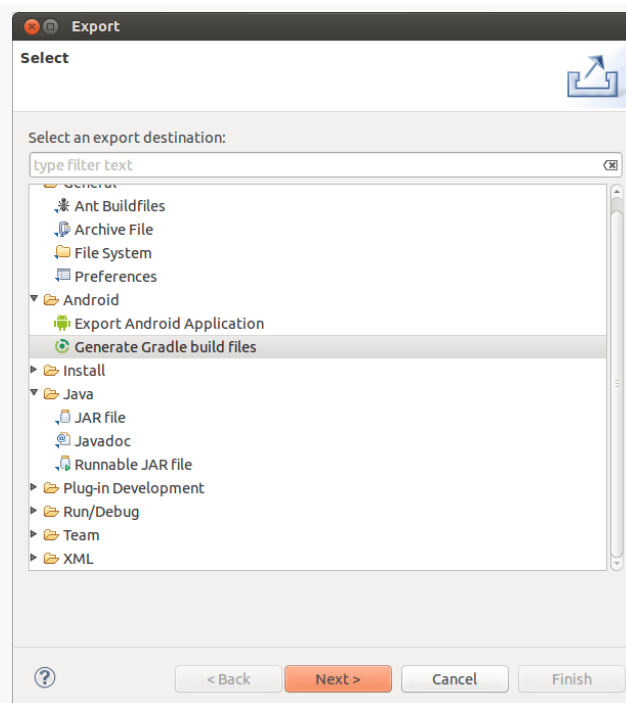 Export
Select
Select an export destination:
type filter text
General
Ant Buildfiles
Archive File
File System
Preferences
Android
Export Android Application
Generate Gradle build files
Install
Java
JAR file
Javadoc
Runnable JAR file
Plug-in Development
Run/Debug
Team
XML
< Back
Next >
Cancel
Finish